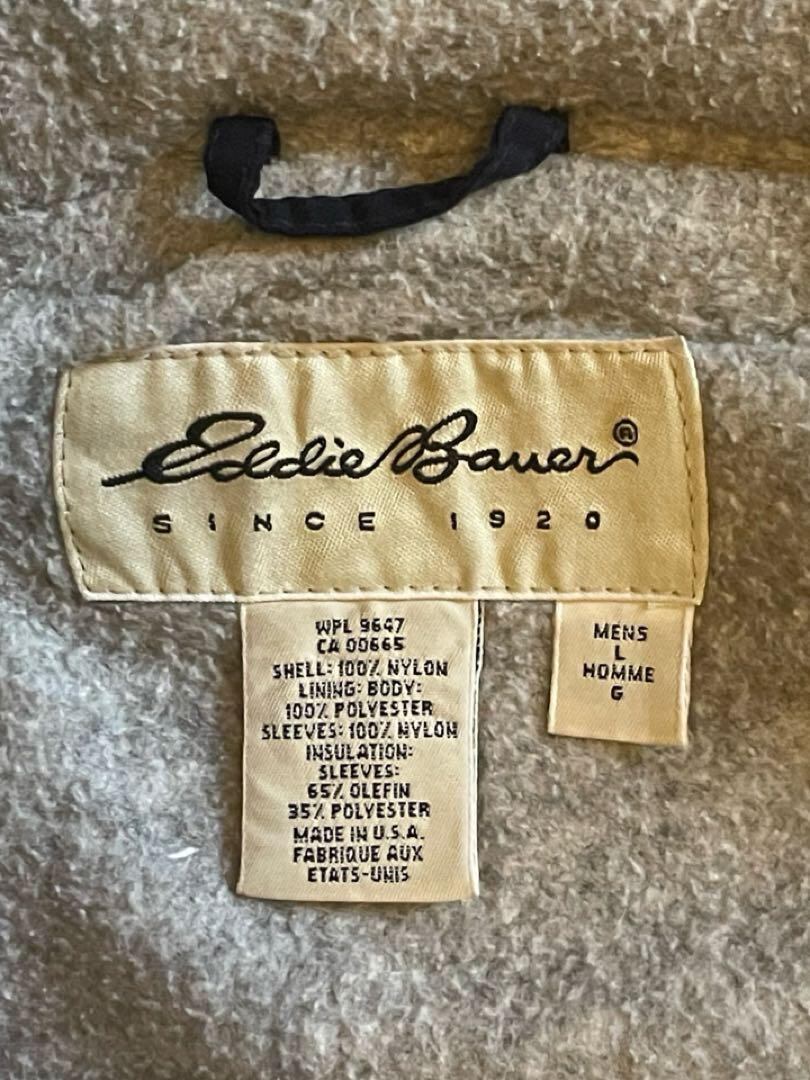 Eddie Bauer®
SINCE 1920
WPL 9647
CA 00665
SHELL: 100% NYLON
LINING: BODY:
100% POLYESTER
SLEEVES: 100% NYLON
INSULATION:
SLEEVES:
65% OLEFIN
35% POLYESTER
MADE IN U.S.A.
FABRIQUE AUX
ETATS-UNIS
MENS
L
HOMME
G